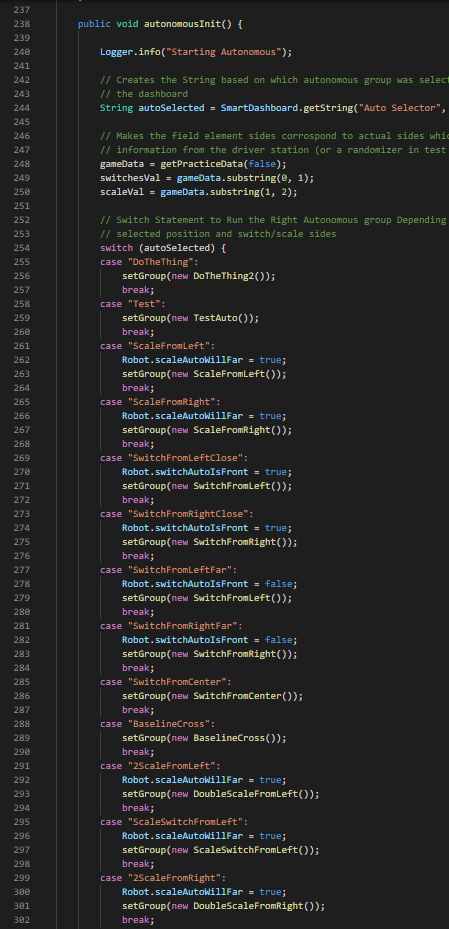 237
238 public void autonomousInit() {
239
240 Logger.info("Starting Autonomous");
241
242 // Creates the String based on which autonomous group was select
243 // the dashboard
244 String autoSelected = SmartDashboard.getString("Auto Selector",
245
246 // Makes the field element sides corrospond to actual sides whic
247 // information from the driver station (or a randomizer in test
248 gameData = getPracticeData(false);
249 switchesVal = gameData.substring(0, 1);
250 scaleVal = gameData.substring(1, 2);
251
252 // Switch Statement to Run the Right Autonomous group Depending
253 // selected position and switch/scale sides
254 switch (autoSelected) {
255 case "DoTheThing":
256 setGroup(new DoTheThing2());
257 break;
258 case "Test":
259 setGroup(new TestAuto());
260 break;
261 case "ScaleFromLeft":
262 Robot.scaleAutoWillFar = true;
263 setGroup(new ScaleFromLeft());
264 break;
265 case "ScaleFromRight":
266 Robot.scaleAutoWillFar = true;
267 setGroup(new ScaleFromRight());
268 break;
269 case "SwitchFromLeftClose":
270 Robot.switchAutoIsFront = true;
271 setGroup(new SwitchFromLeft());
272 break;
273 case "SwitchFromRightClose":
274 Robot.switchAutoIsFront = true;
275 setGroup(new SwitchFromRight());
276 break;
277 case "SwitchFromLeftFar":
278 Robot.switchAutoIsFront = false;
279 setGroup(new SwitchFromLeft());
280 break;
281 case "SwitchFromRightFar":
282 Robot.switchAutoIsFront = false;
283 setGroup(new SwitchFromRight());
284 break;
285 case "SwitchFromCenter":
286 setGroup(new SwitchFromCenter());
287 break;
288 case "BaselineCross":
289 setGroup(new BaselineCross());
290 break;
291 case "2ScaleFromLeft":
292 Robot.scaleAutoWillFar = true;
293 setGroup(new DoubleScaleFromLeft());
294 break;
295 case "ScaleSwitchFromLeft":
296 Robot.scaleAutoWillFar = true;
297 setGroup(new ScaleSwitchFromLeft());
298 break;
299 case "2ScaleFromRight":
300 Robot.scaleAutoWillFar = true;
301 setGroup(new DoubleScaleFromRight());
302 break;